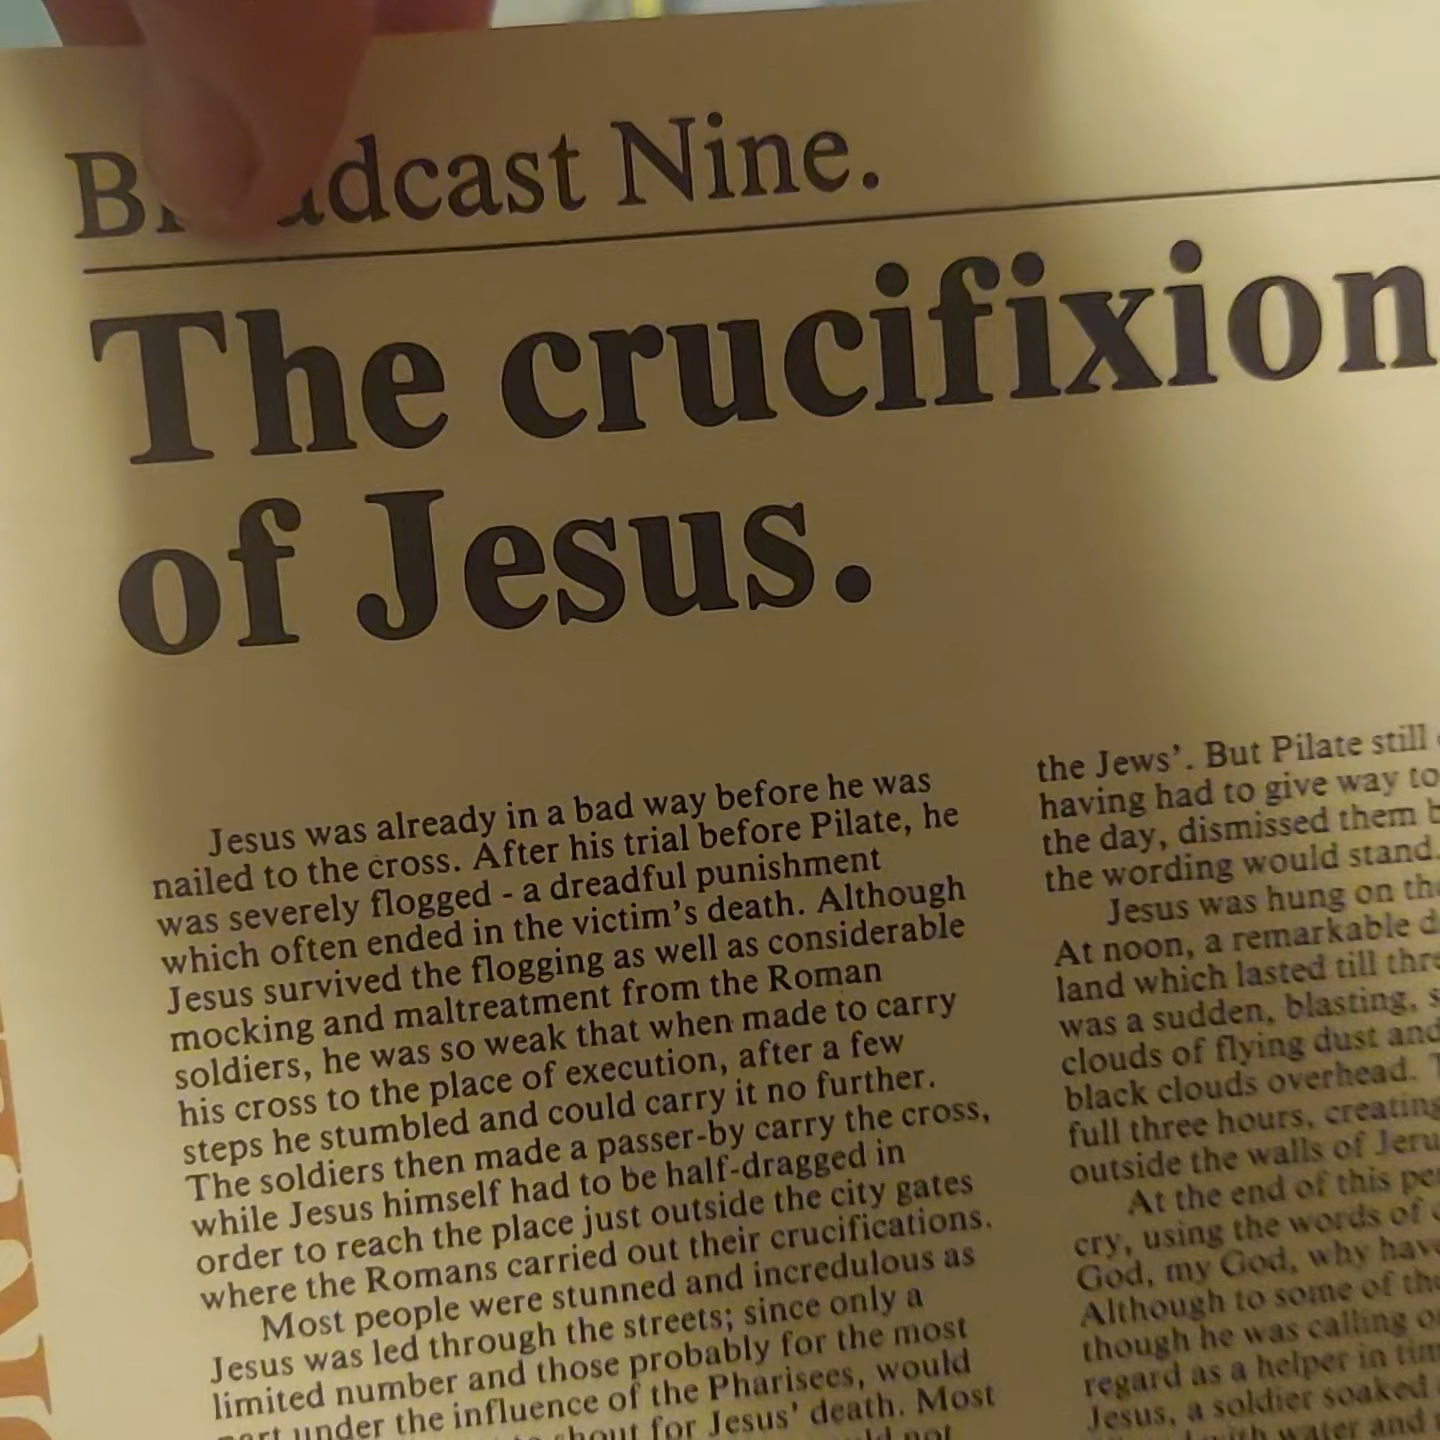 Broadcast Nine.
The crucifixion
of Jesus.
Jesus was already in a bad way before he was
nailed to the cross. After his trial before Pilate, he
was severely flogged - a dreadful punishment
which often ended in the victim's death. Although
Jesus survived the flogging as well as considerable
mocking and maltreatment from the Roman
soldiers, he was so weak that when made to carry
his cross to the place of execution, after a few
steps he stumbled and could carry it no further.
The soldiers then made a passer-by carry the cross,
while Jesus himself had to be half-dragged in
order to reach the place just outside the city gates
where the Romans carried out their crucifications.
Most people were stunned and incredulous as
Jesus was led through the streets; since only a
limited number and those probably for the most
part under the influence of the Pharisees, would
shout for Jesus' death. Most
not
the Jews'. But Pilate still
having had to give way to
the day, dismissed them
the wording would stand.
Jesus was hung on
At noon, a remarkable
land which lasted till
was a sudden, blasting,
clouds of flying dust and
black clouds overhead.
full three hours, creating
outside the walls of
At the end of this
cry, using the words of
God, my God, why have
Although to some of
though he was calling
regard as a helper in
Jesus, a soldier soaked
with water and